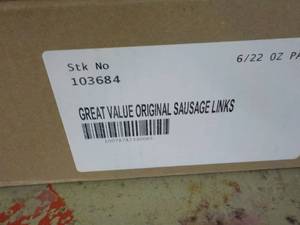 Stk No
6/22 OZ PA
103684
GREAT VALUE ORIGINAL SAUSAGE LINKS